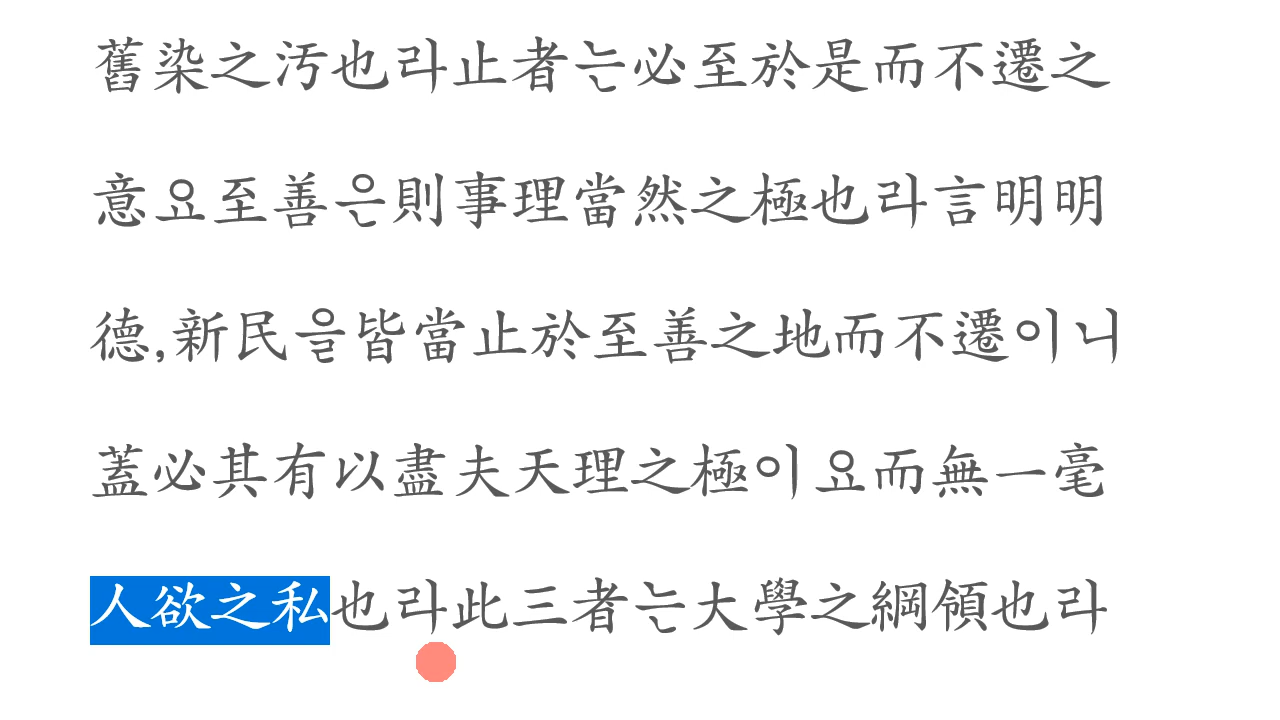 舊染之汚也라止者는必至於是而不遷之
意요至善은則事理當然之極也라言明明
德,新民을皆當止於至善之地而不遷이니
蓋必其有以盡夫天理之極이요而無一毫
人欲之私也라此三者는大學之綱領也라